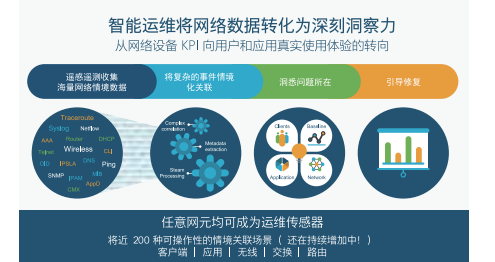 智能运维将网络数据转化为深刻洞察力
从网络设备 KPI 向用户和应用真实使用体验的转向
遥感遥测收集
海量网络情境数据
将复杂的事件情境
化关联
洞悉问题所在
引导修复
Traceroute
Syslog Netflow
AAA Router DHCP
Telnet Wireless CLI
OID IPSLA DNS Ping
SNMP IPAM MIB
CMX AppD
Complex
correlation
Metadata
extraction
Steam
Processing
Clients Baseline
Application Network
任意网元均可成为运维传感器
将近 200 种可操作性的情境关联场景（还在持续增加中！）
客户端 | 应用 | 无线 | 交换 | 路由